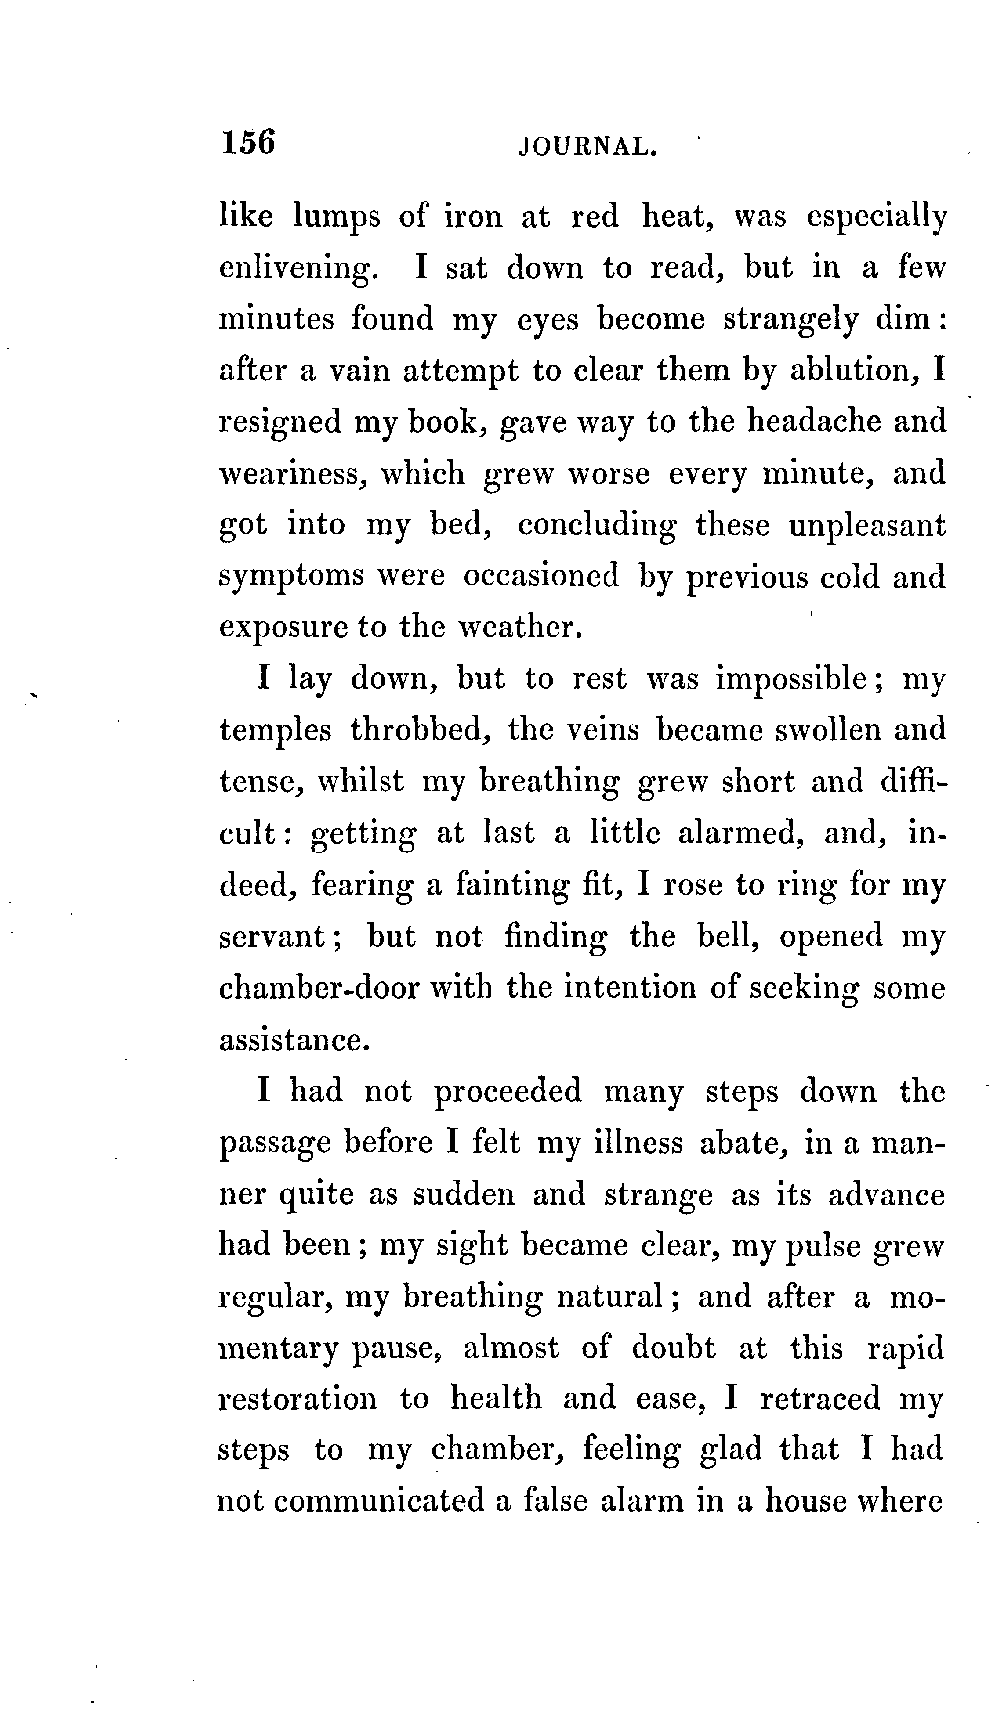 156 JOURNAL.
like lumps of iron at red heat, was especially
enlivening. I sat down to read, but in a few
minutes found my eyes become strangely dim:
after a vain attempt to clear them by ablution, I
resigned my book, gave way to the headache and
weariness, which grew worse every minute, and
got into my bed, concluding these unpleasant
symptoms were occasioned by previous cold and
exposure to the weather.
I lay down, but to rest was impossible; my
temples throbbed, the veins became swollen and
tense, whilst my breathing grew short and diffi-
cult: getting at last a little alarmed, and, in-
deed, fearing a fainting fit, I rose to ring for my
servant; but not finding the bell, opened my
chamber-door with the intention of seeking some
assistance.
I had not proceeded many steps down the
passage before I felt my illness abate, in a man-
ner quite as sudden and strange as its advance
had been; my sight became clear, my pulse grew
regular, my breathing natural; and after a mo-
mentary pause, almost of doubt at this rapid
restoration to health and ease, I retraced my
steps to my chamber, feeling glad that I had
not communicated a false alarm in a house where